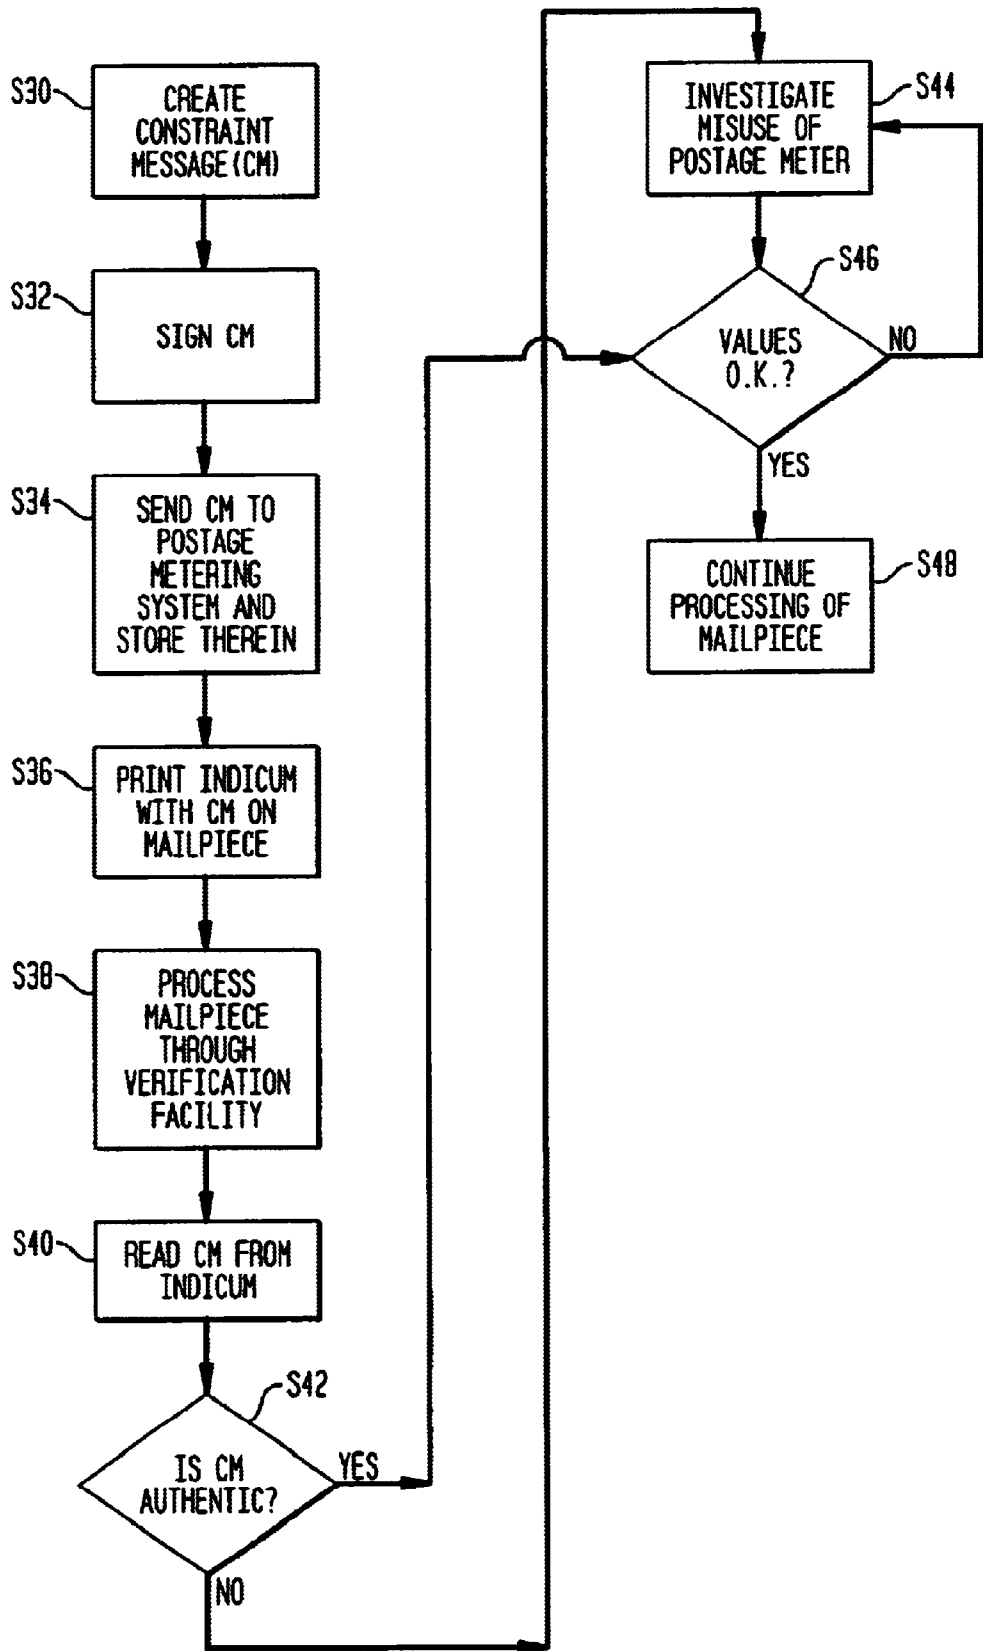 S30
CREATE
CONSTRAINT
MESSAGE(CM)
S32
SIGN CM
S34
SEND CM TO
POSTAGE
METERING
SYSTEM AND
STORE THEREIN
S36
PRINT INDICUM
WITH CM ON
MAILPIECE
S38
PROCESS
MAILPIECE
THROUGH
VERIFICATION
FACILITY
S40
READ CM FROM
INDICUM
S42
IS CM
AUTHENTIC?
YES
NO
S44
INVESTIGATE
MISUSE OF
POSTAGE METER
S46
VALUES
O.K.?
NO
YES
S48
CONTINUE
PROCESSING OF
MAILPIECE